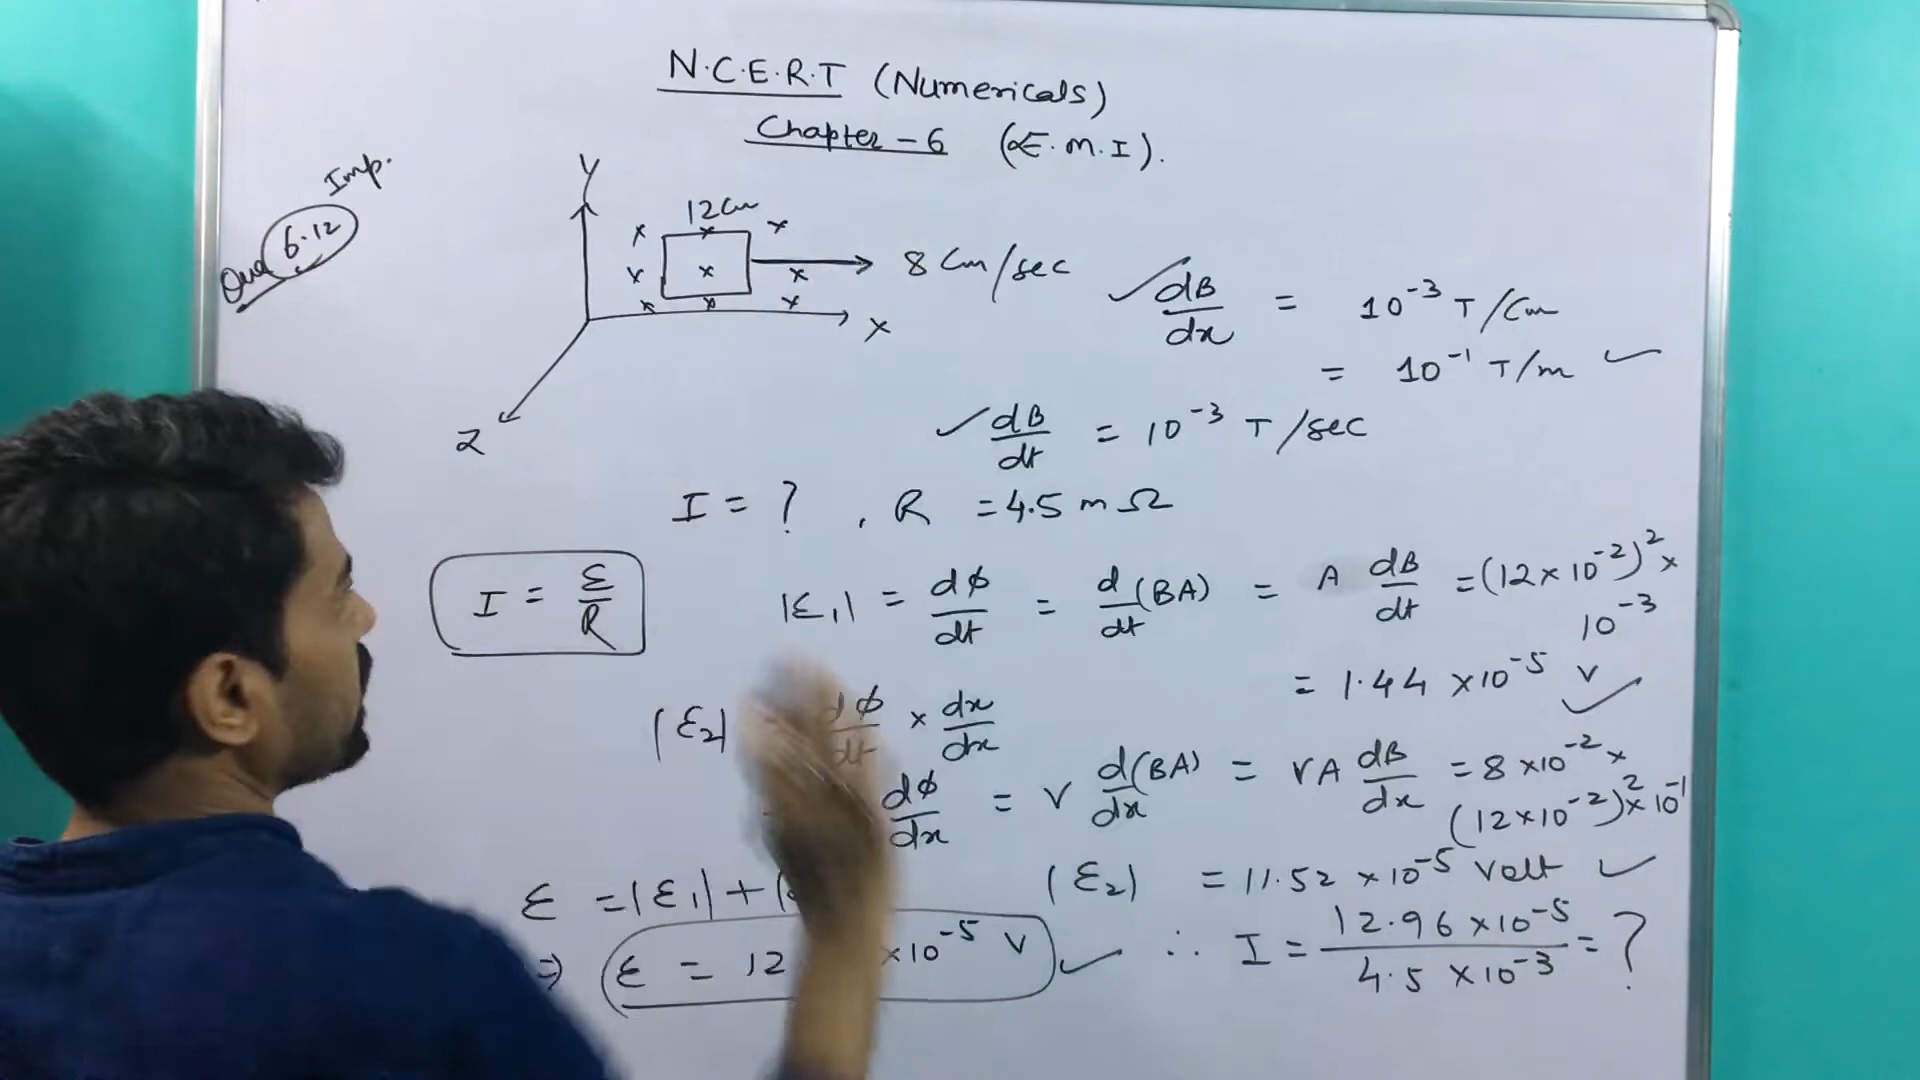 N.C.E.R.T (Numericals)
Chapter - 6 (E.M.I).
Imp.
Que 6.12
Y
12 Cm
8 Cm/sec
X
Z
dB/dx = 10⁻³ T/Cm
= 10⁻¹ T/m
dB/dt = 10⁻³ T/sec
I = ? , R = 4.5 m Ω
I = ε/R
|ε₁| = dϕ/dt = d/dt (BA) = A dB/dt = (12 × 10⁻²)² ×
10⁻³
= 1.44 × 10⁻⁵ V
|ε₂| dϕ/dt × dx/dx
dϕ/dx = V d(BA)/dx = VA dB/dx = 8 × 10⁻² ×
(12 × 10⁻²)² × 10⁻¹
|ε₂| = 11.52 × 10⁻⁵ Volt
ε = |ε₁| + |
⇒ ε = 12 × 10⁻⁵ V
∴ I = 12.96 × 10⁻⁵ / 4.5 × 10⁻³ = ?